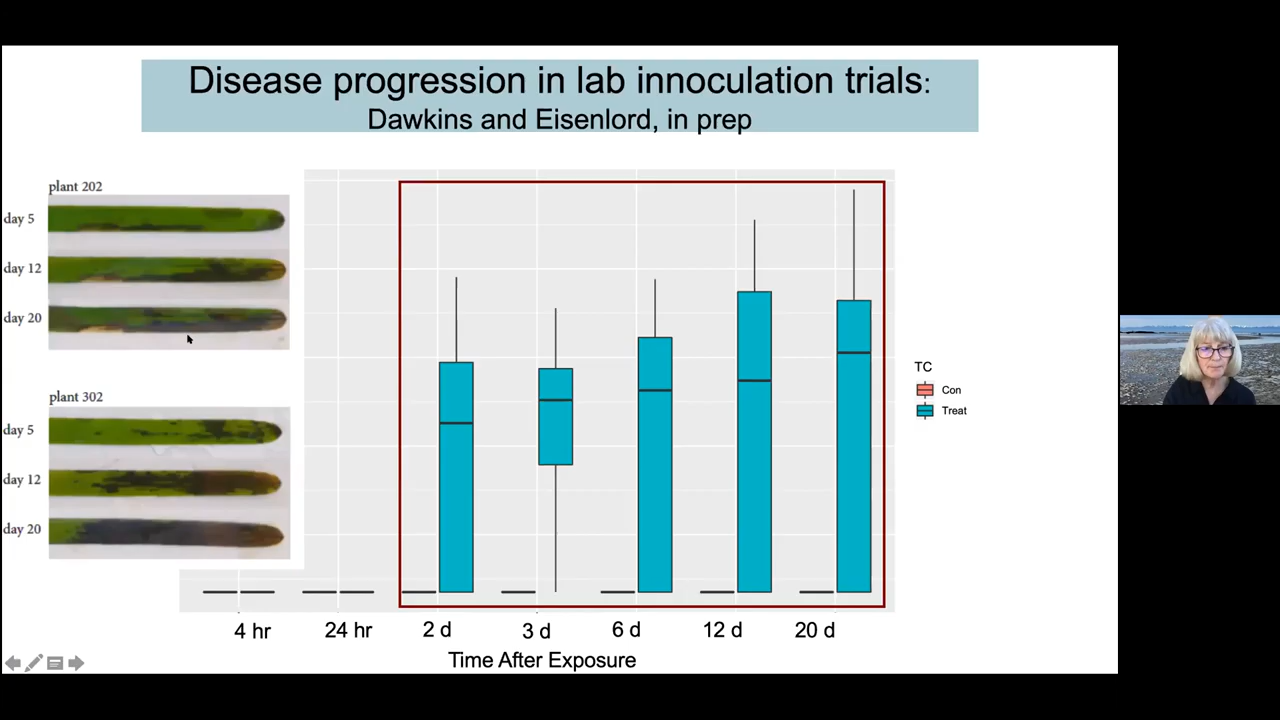 Disease progression in lab innoculation trials:
Dawkins and Eisenlord, in prep
plant 202
day 5
day 12
day 20
plant 302
day 5
day 12
day 20
TC
Con
Treat
4 hr
24 hr
2 d
3 d
6 d
12 d
20 d
Time After Exposure